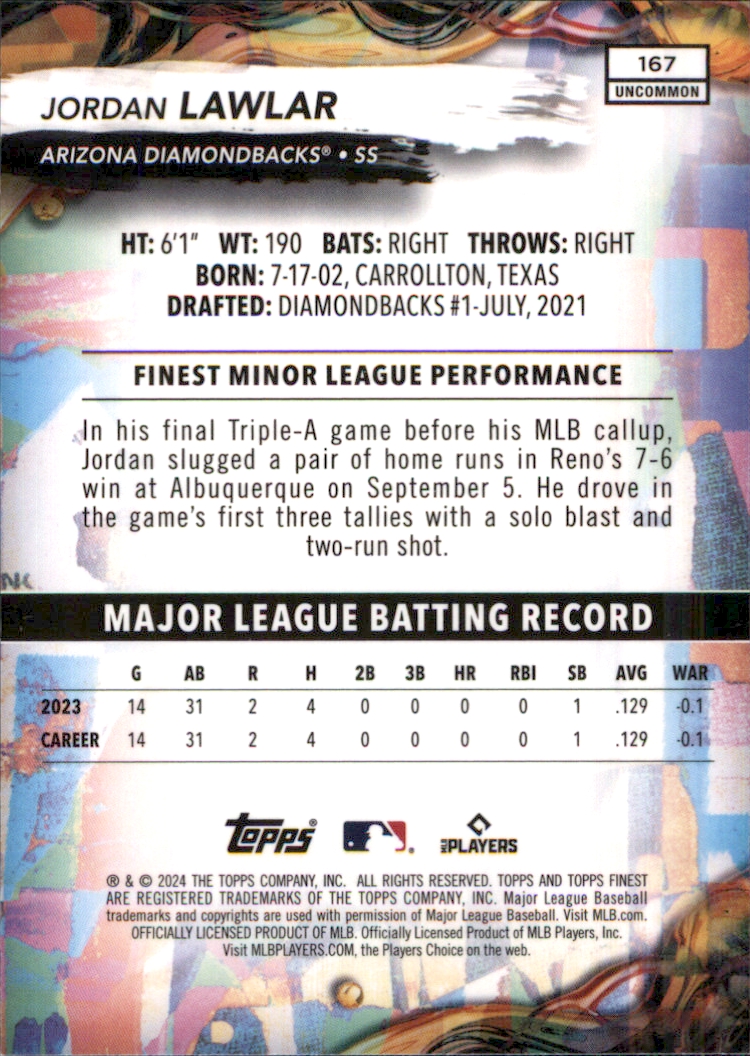 167
UNCOMMON
JORDAN LAWLAR
ARIZONA DIAMONDBACKS® • SS
HT: 6'1" WT: 190 BATS: RIGHT THROWS: RIGHT
BORN: 7-17-02, CARROLLTON, TEXAS
DRAFTED: DIAMONDBACKS #1-JULY, 2021
FINEST MINOR LEAGUE PERFORMANCE
In his final Triple-A game before his MLB callup,
Jordan slugged a pair of home runs in Reno's 7-6
win at Albuquerque on September 5. He drove in
the game's first three tallies with a solo blast and
two-run shot.
MAJOR LEAGUE BATTING RECORD
G AB R H 2B 3B HR RBI SB AVG WAR
2023 14 31 2 4 0 0 0 0 1 .129 -0.1
CAREER 14 31 2 4 0 0 0 0 1 .129 -0.1
Topps® ® MLB PLAYERS
® & © 2024 THE TOPPS COMPANY, INC. ALL RIGHTS RESERVED. TOPPS AND TOPPS FINEST
ARE REGISTERED TRADEMARKS OF THE TOPPS COMPANY, INC. Major League Baseball
trademarks and copyrights are used with permission of Major League Baseball. Visit MLB.com.
OFFICIALLY LICENSED PRODUCT OF MLB. Officially Licensed Product of MLB Players, Inc.
Visit MLBPLAYERS.COM, the Players Choice on the web.